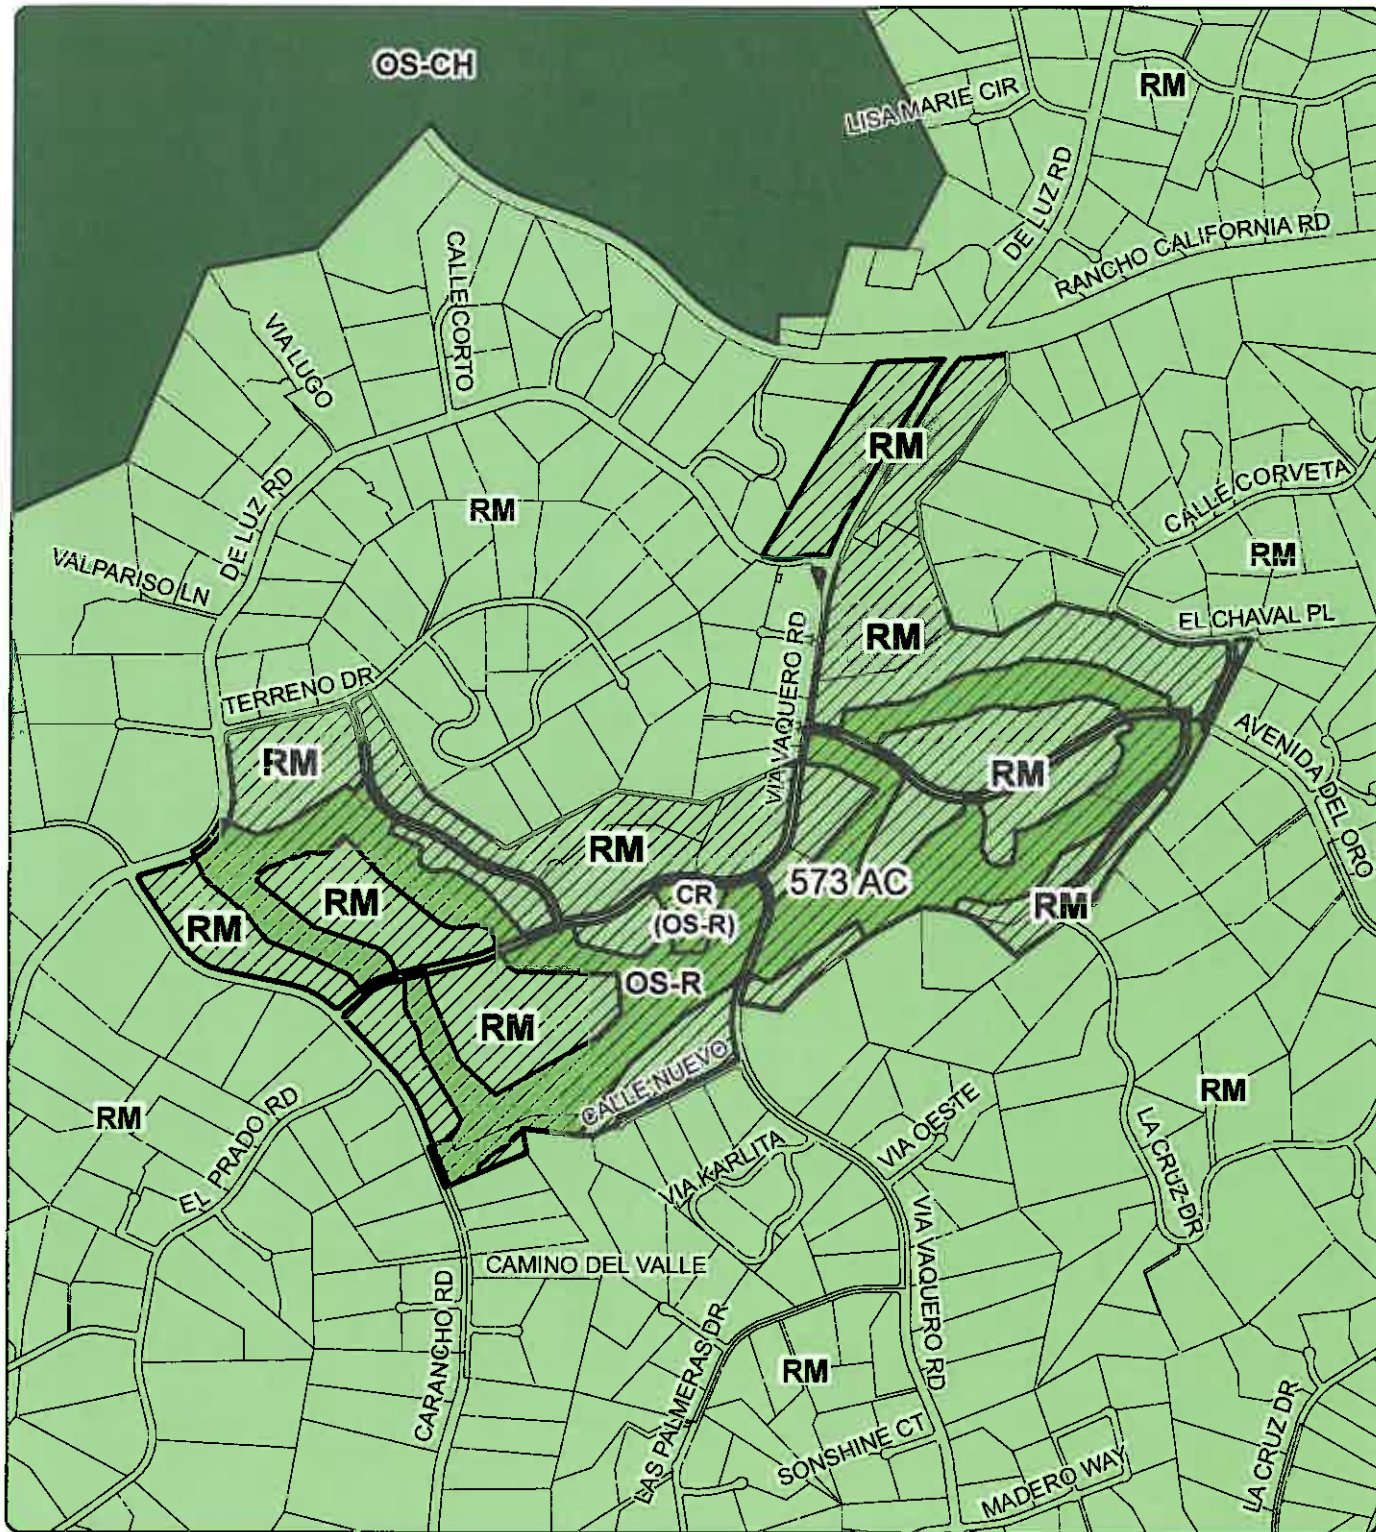 OS-CH
RM
LISA MARIE CIR
DE LUZ RD
RANCHO CALIFORNIA RD
CALLE CORTO
VIA LUGO
RM
CALLE CORVETA
DE LUZ RD
RM
RM
VALPARISO LN
EL CHAVAL PL
RM
VIA VAQUERO RD
TERRENO DR
AVENIDA DEL ORO
RM
RM
RM
573 AC
CR
(OS-R)
RM
RM
RM
OS-R
RM
CALLE NUEVO
RM
EL PRADO RD
RM
VIA OESTE
VIA KARLITA
LA CRUZ DR
CAMINO DEL VALLE
VIA VAQUERO RD
CARANCHO RD
LAS PALMERAS DR
RM
SONSHINE CT
LA CRUZ DR
MADERO WAY